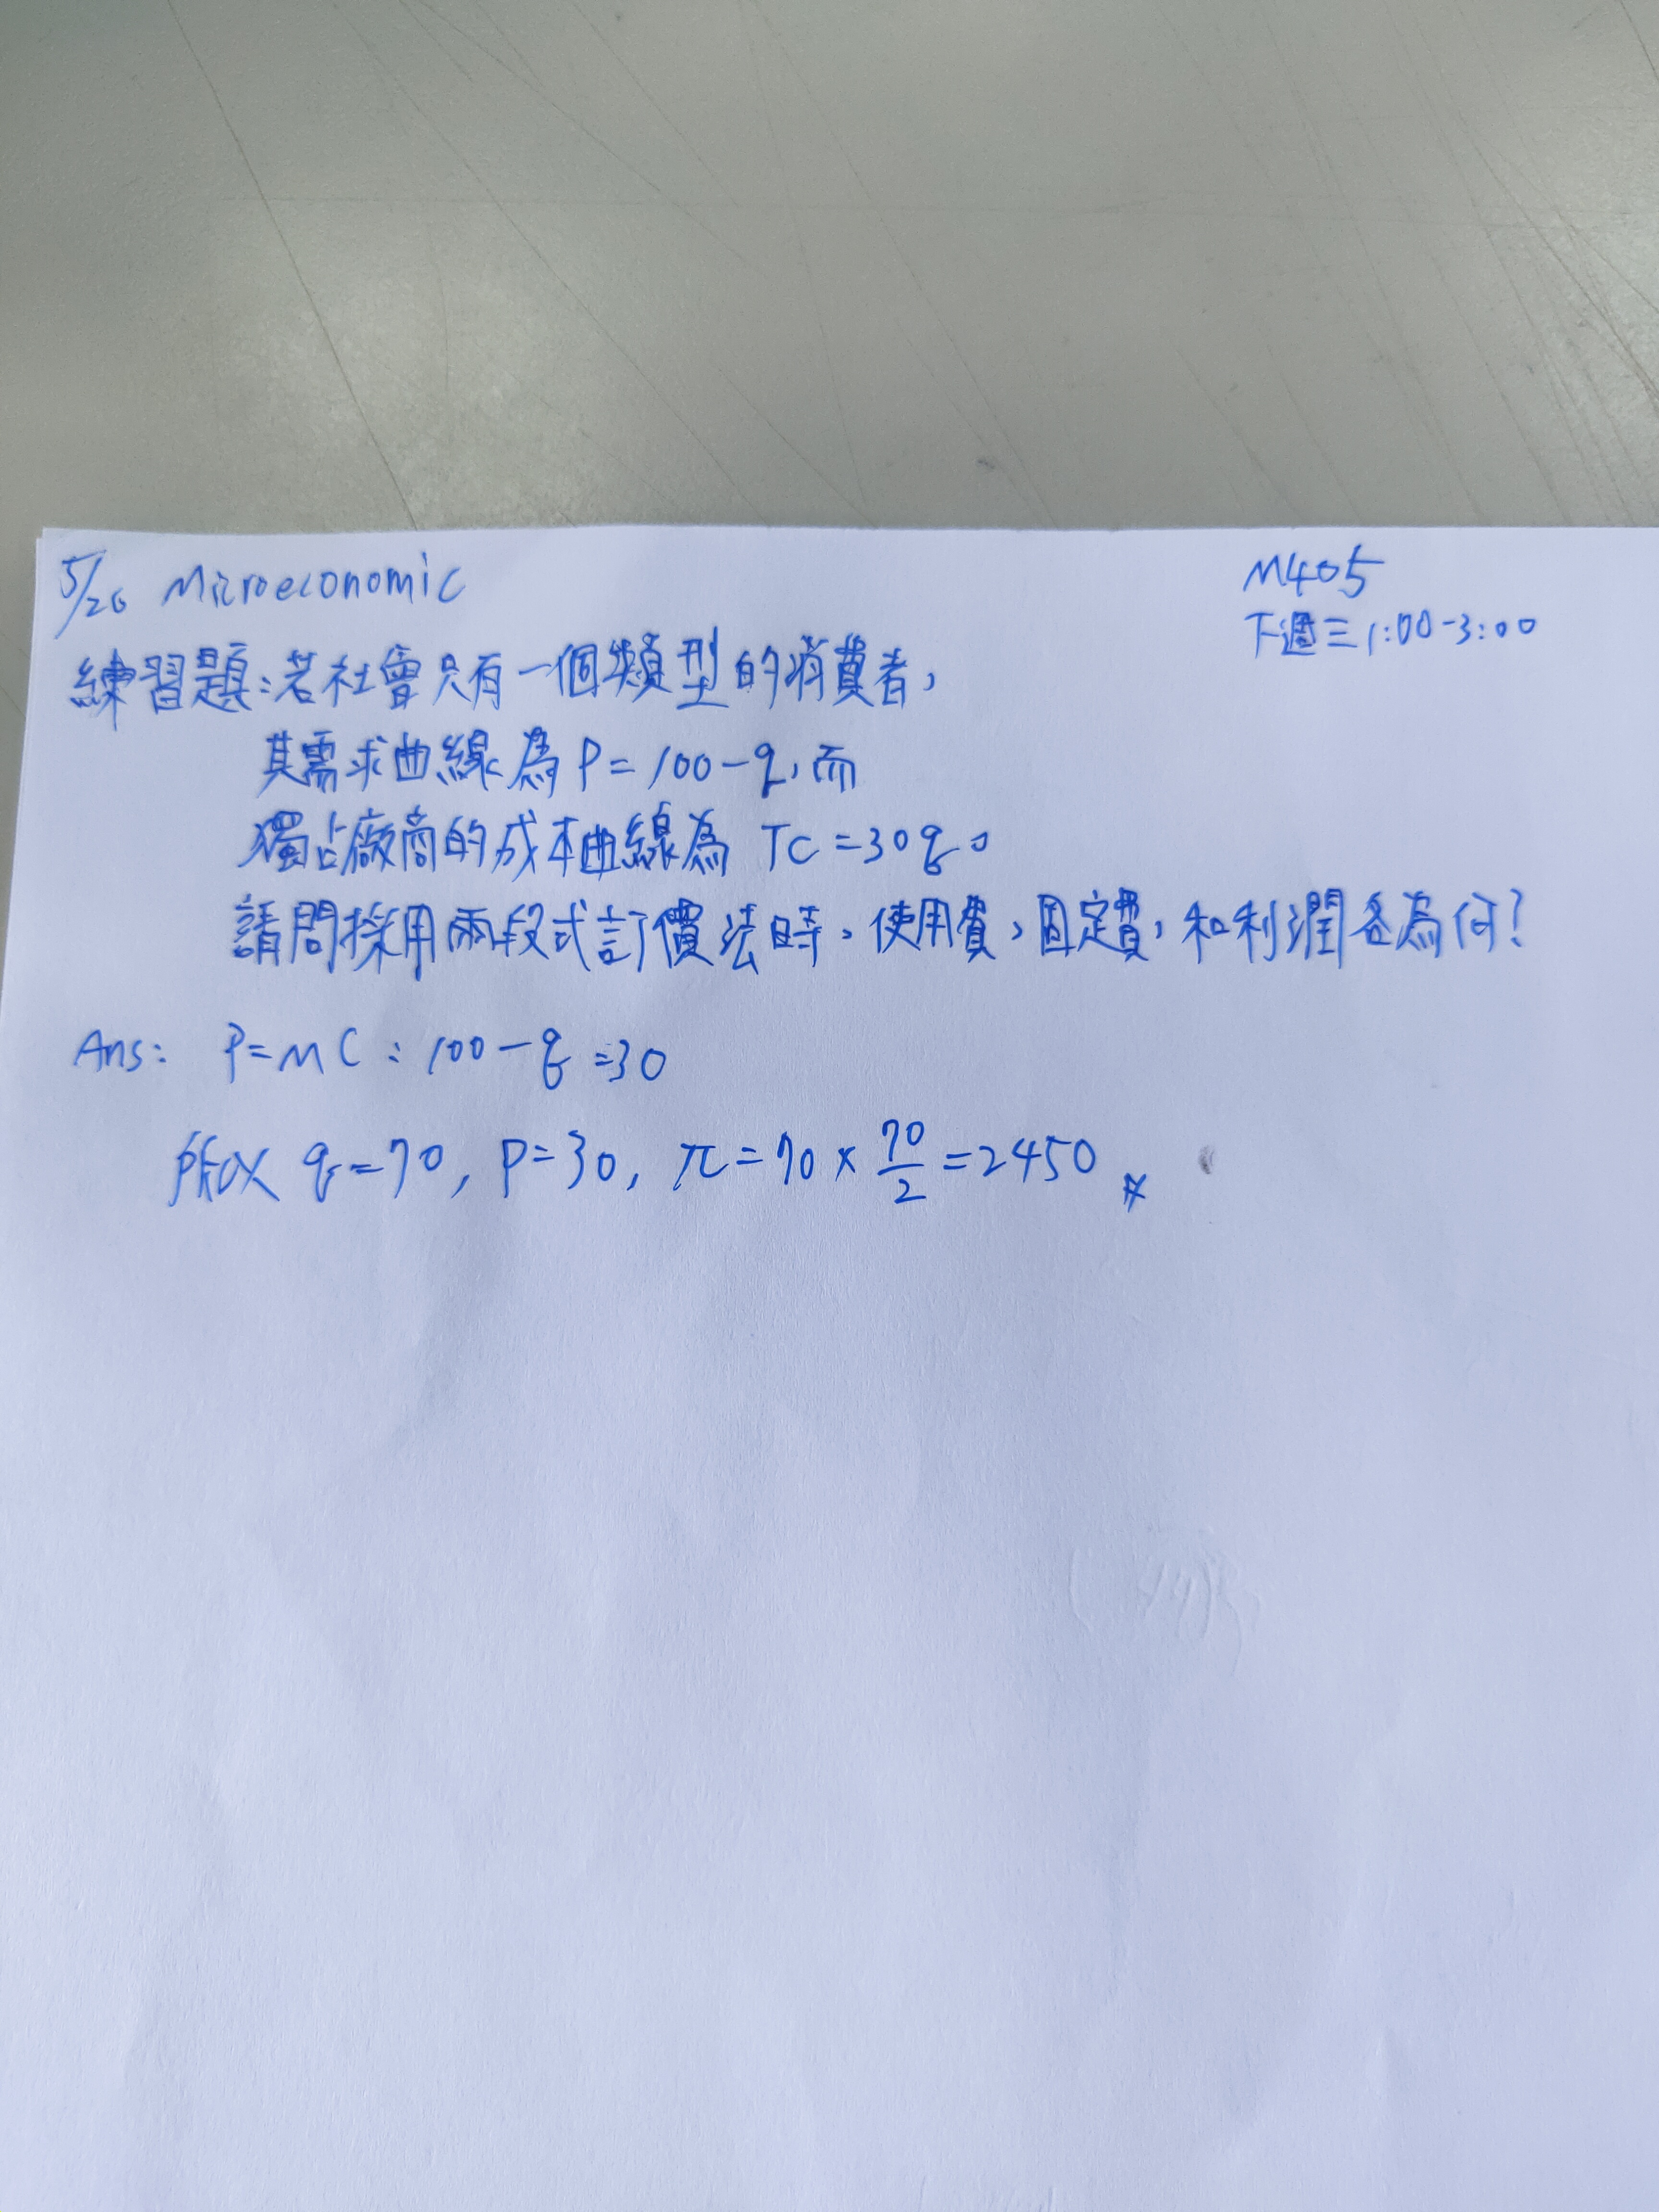 5/20 Microeconomic
M405
下週三 1:00-3:00
練習題:若社會只有一個類型的消費者,
其需求曲線為 P=100-q,而
獨占廠商的成本曲線為 TC=30q。
請問採用兩段式訂價法時,使用費,固定費,和利潤各為何?
Ans: P=MC:100-q=30
所以 q=70, P=30, π=70×70/2=2450 #